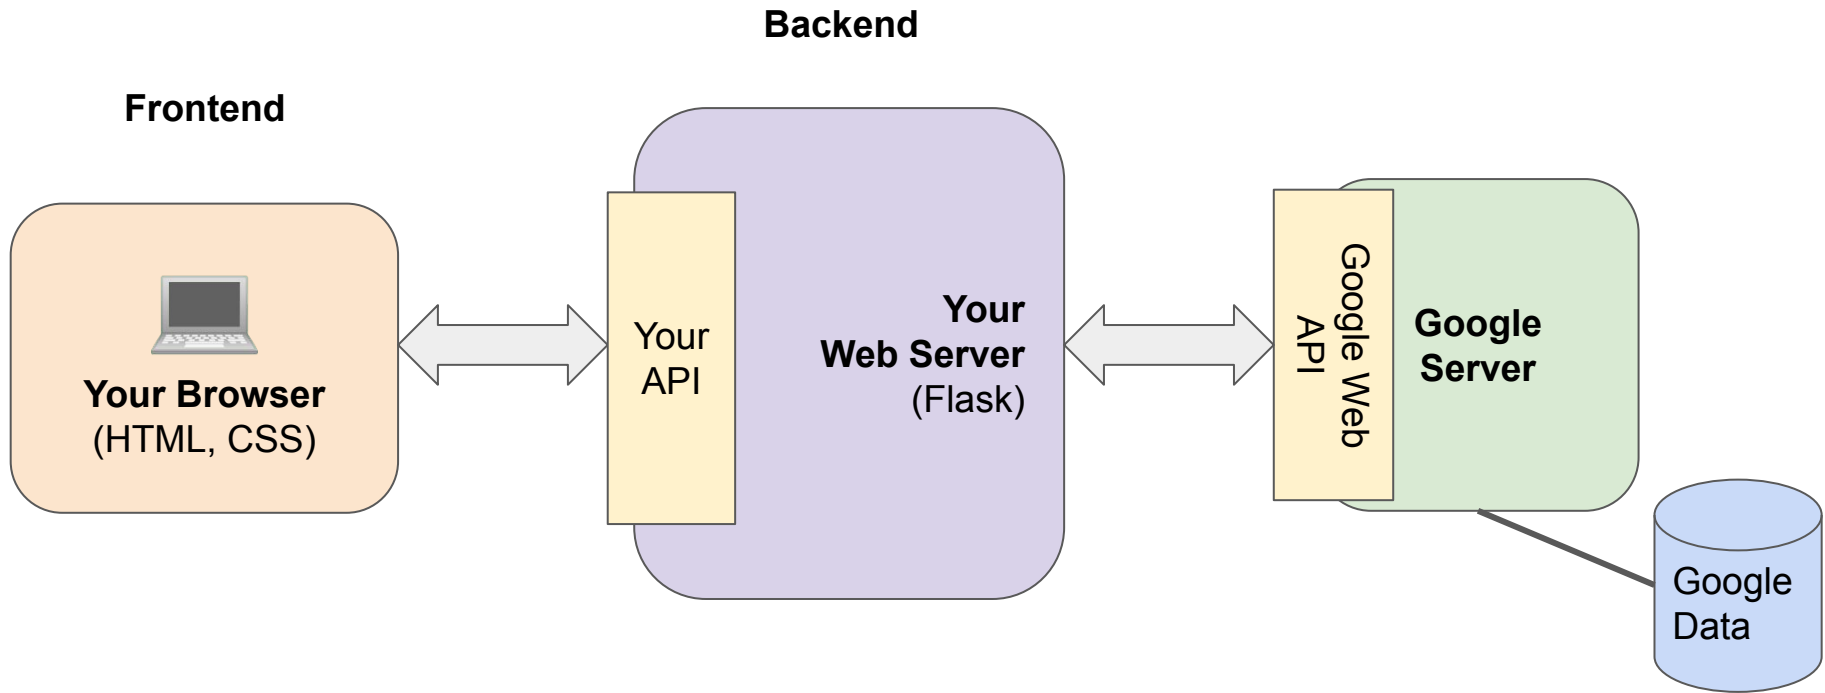 Backend
Frontend
Your Browser
(HTML, CSS)
Your
API
Your
Web Server
(Flask)
Google Web
API
Google
Server
Google
Data